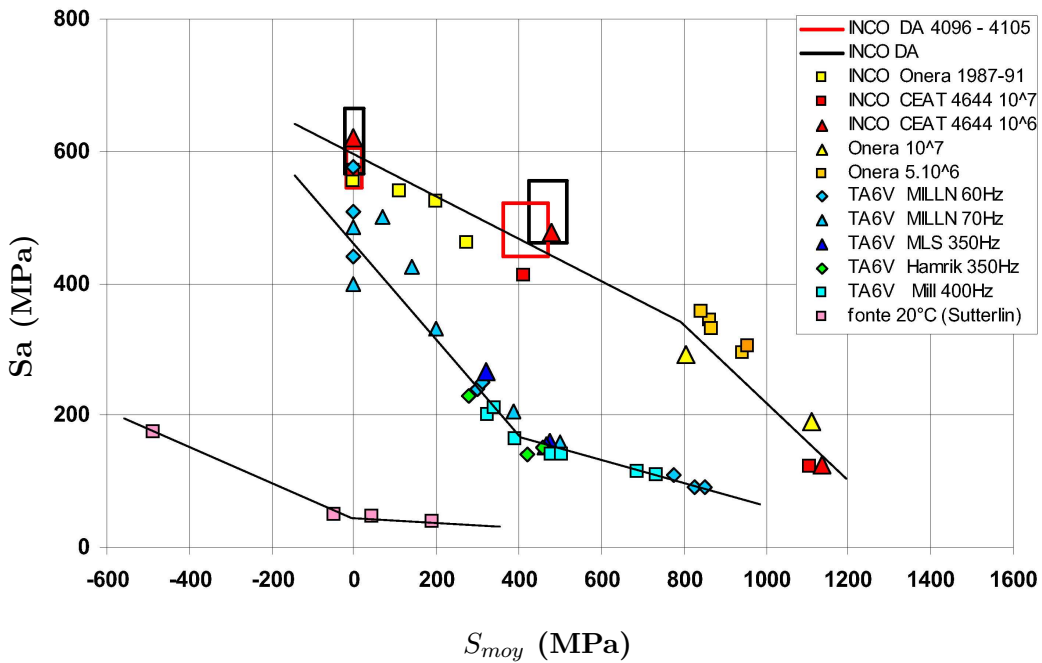 800
600
400
200
0
Sa (MPa)
-600 -400 -200 0 200 400 600 800 1000 1200 1400 1600
S_moy (MPa)
INCO DA 4096 - 4105
INCO DA
INCO Onera 1987-91
INCO CEAT 4644 10^7
INCO CEAT 4644 10^6
Onera 10^7
Onera 5.10^6
TA6V MILLN 60Hz
TA6V MILLN 70Hz
TA6V MLS 350Hz
TA6V Hamrik 350Hz
TA6V Mill 400Hz
fonte 20°C (Sutterlin)